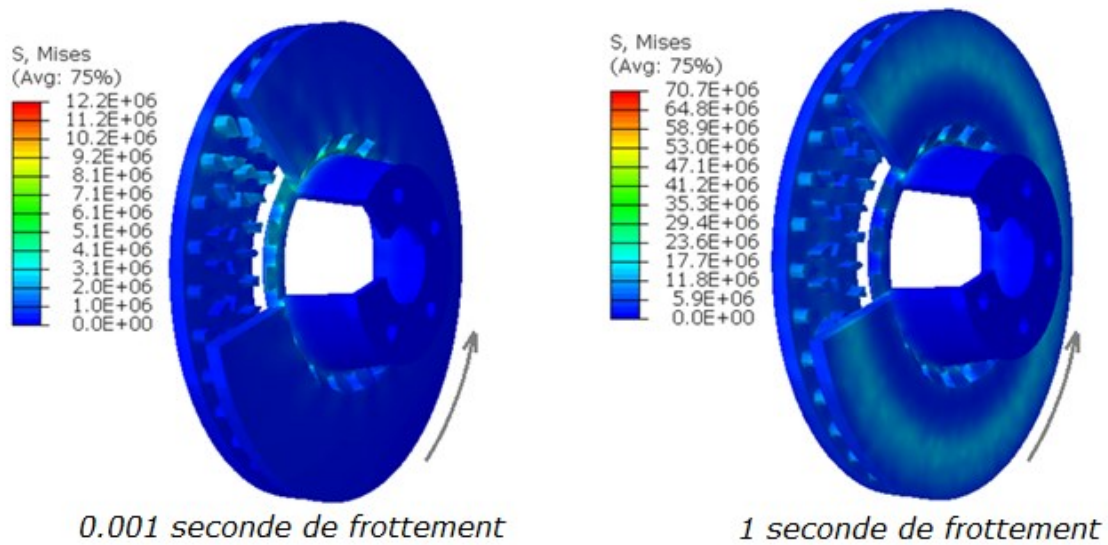 S, Mises
(Avg: 75%)
12.2E+06
11.2E+06
10.2E+06
9.2E+06
8.1E+06
7.1E+06
6.1E+06
5.1E+06
3.1E+06
2.0E+06
1.0E+06
0.0E+00
0.001 seconde de frottement
S, Mises
(Avg: 75%)
70.7E+06
64.8E+06
58.9E+06
53.0E+06
47.1E+06
41.2E+06
35.3E+06
29.4E+06
23.6E+06
17.7E+06
11.8E+06
5.9E+06
0.0E+00
1 seconde de frottement